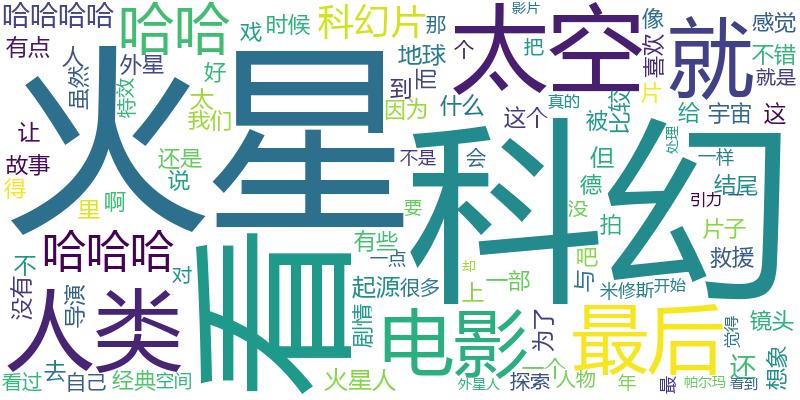 哈哈哈哈
哈哈
科幻片
戏
时候
那
个
影片
把
像
喜欢
感觉
有点
人
虽然
外星
特效
好
太
我们
地球
到
而
因为
什么
太空
就
不错
就是
片
火星
科幻
让
故事
得
里
啊
还是
说
不是
会
这个
真的
被
比较
给
宇宙
这
处理
但
一样
德
结尾
引力
没
拍
片子
要
哈哈哈
没有
不
导演
对
看
有些
一点
起源
很多
却
上
一部
吧
与
救援
米修斯
开始
人类
剧情
电影
为了
最后
觉得
镜头
还
想象
看过
去
自己
经典
空间
火星人
外星人
探索
一个
人物
年
最
帕尔玛
看到